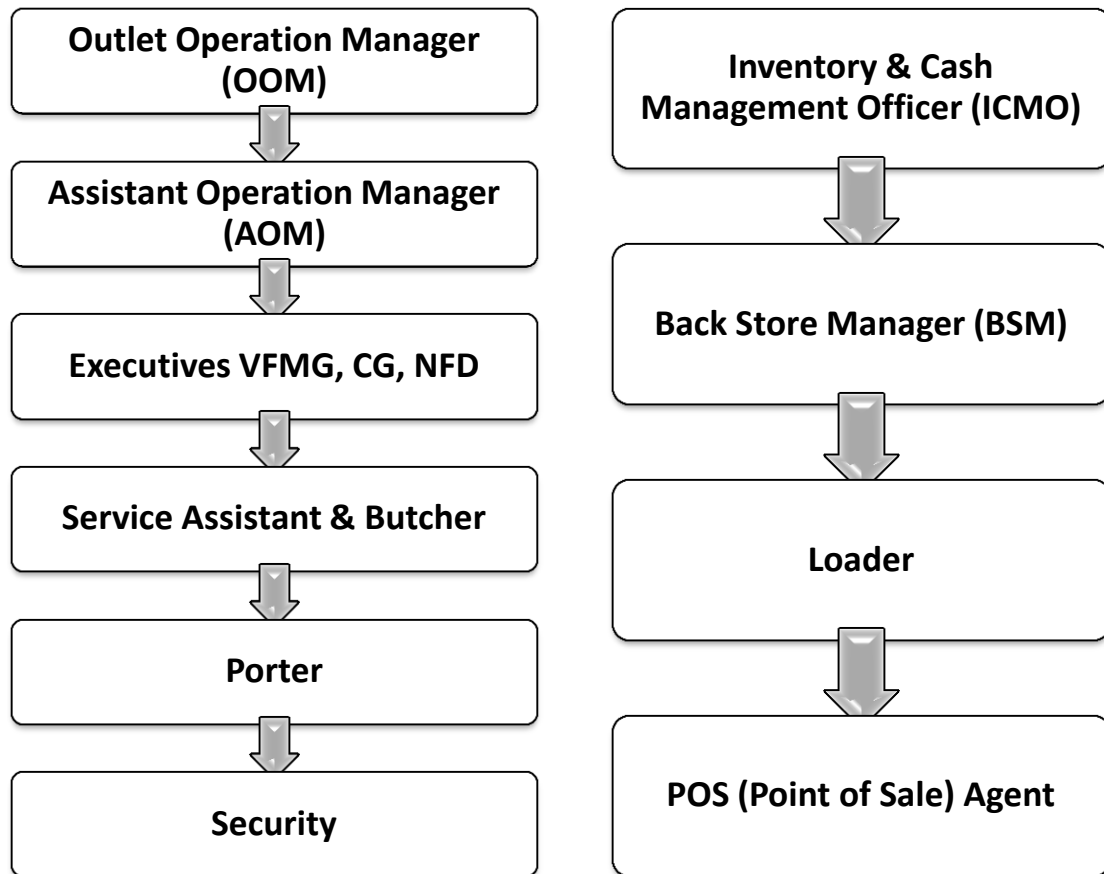 Outlet Operation Manager
(OOM)
Assistant Operation Manager
(AOM)
Executives VFMG, CG, NFD
Service Assistant & Butcher
Porter
Security
Inventory & Cash
Management Officer (ICMO)
Back Store Manager (BSM)
Loader
POS (Point of Sale) Agent